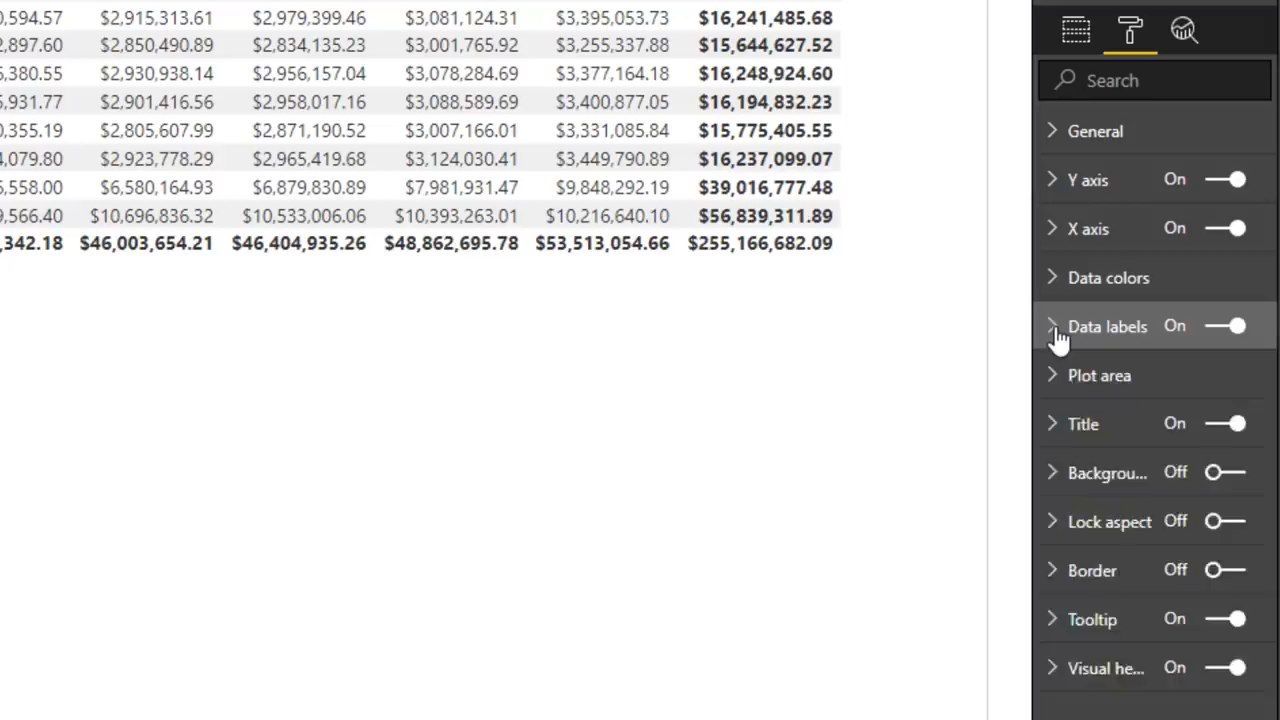 0,594.57 $2,915,313.61 $2,979,399.46 $3,081,124.31 $3,395,053.73 $16,241,485.68
2,897.60 $2,850,490.89 $2,834,135.23 $3,001,765.92 $3,255,337.88 $15,644,627.52
6,380.55 $2,930,938.14 $2,956,157.04 $3,078,284.69 $3,377,164.18 $16,248,924.60
5,931.77 $2,901,416.56 $2,958,017.16 $3,088,589.69 $3,400,877.05 $16,194,832.23
0,355.19 $2,805,607.99 $2,871,190.52 $3,007,166.01 $3,331,085.84 $15,775,405.55
4,079.80 $2,923,778.29 $2,965,419.68 $3,124,030.41 $3,449,790.89 $16,237,099.07
6,558.00 $6,580,164.93 $6,879,830.89 $7,981,931.47 $9,848,292.19 $39,016,777.48
9,566.40 $10,696,836.32 $10,533,006.06 $10,393,263.01 $10,216,640.10 $56,839,311.89
,342.18 $46,003,654.21 $46,404,935.26 $48,862,695.78 $53,513,054.66 $255,166,682.09
Search
General
Y axis On
X axis On
Data colors
Data labels On
Plot area
Title On
Backgrou... Off
Lock aspect Off
Border Off
Tooltip On
Visual he... On